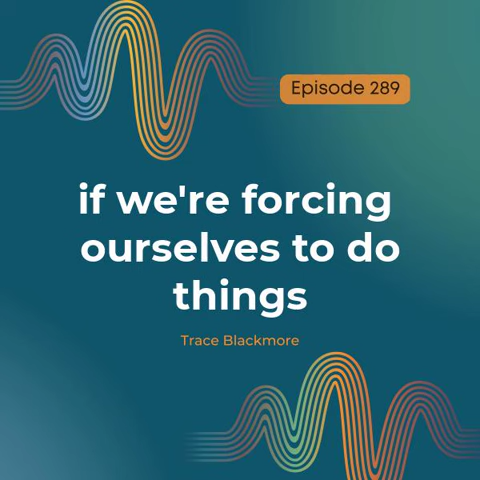 Episode 289
if we're forcing
ourselves to do
things
Trace Blackmore